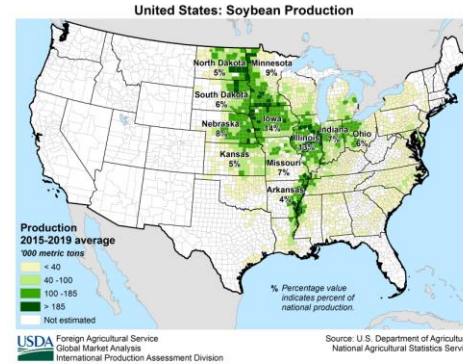 United States: Soybean Production
North Dakota
5%
Minnesota
9%
South Dakota
6%
Nebraska
8%
Iowa
14%
Illinois
13%
Indiana
7%
Ohio
6%
Kansas
5%
Missouri
7%
Arkansas
4%
Production
2015-2019 average
'000 metric tons
< 40
40 -100
100 -185
> 185
Not estimated
% Percentage value
indicates percent of
national production.
USDA
Foreign Agricultural Service
Global Market Analysis
International Production Assessment Division
Source: U.S. Department of Agricultu
National Agricultural Statistics Servi